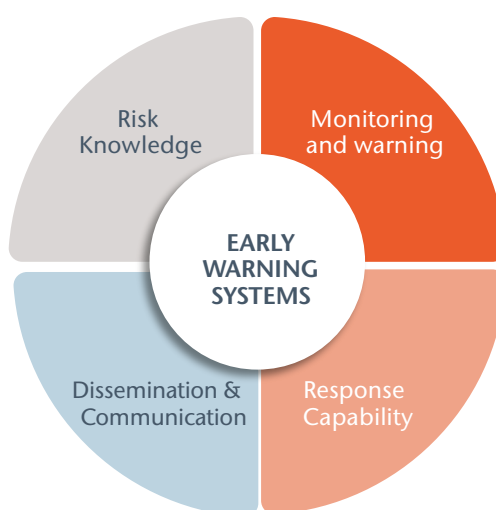 Risk
Knowledge
Monitoring
and warning
EARLY
WARNING
SYSTEMS
Dissemination &
Communication
Response
Capability